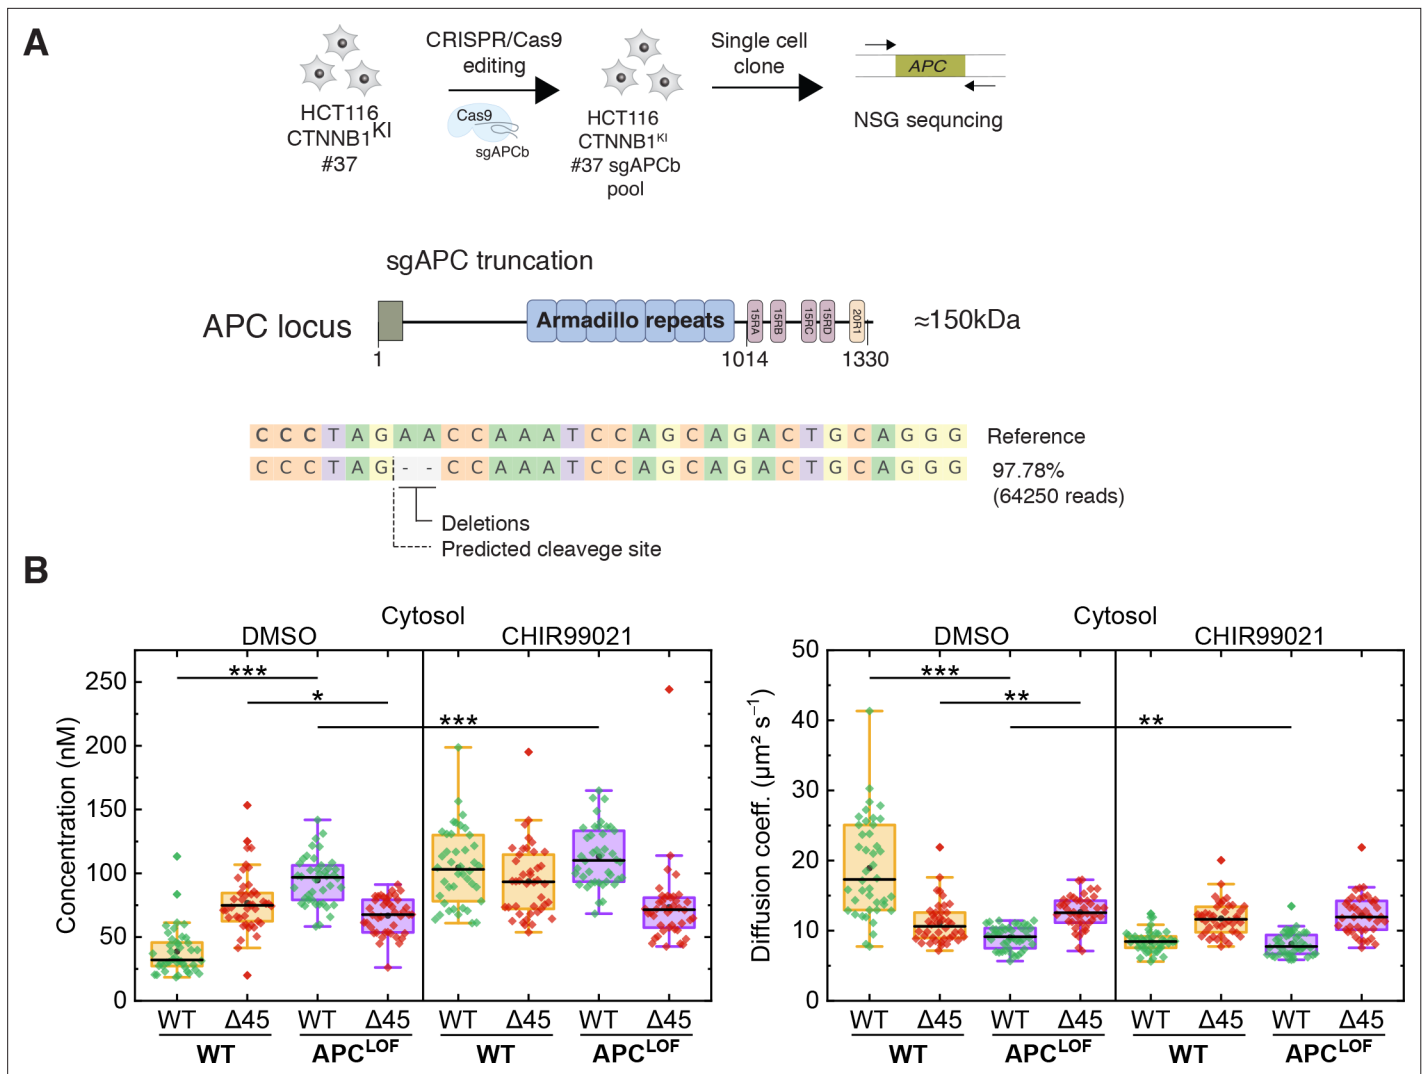 A
CRISPR/Cas9
editing
Single cell
clone
APC
Cas9
sgAPCb
HCT116
CTNNB1KI
#37
HCT116
CTNNB1KI
#37 sgAPCb
pool
NSG sequncing
sgAPC truncation
APC locus
Armadillo repeats
15RA
15RB
15RC
15RD
20R1
≈150kDa
1
1014
1330
C C C T A G A A C C A A A T C C A G C A G A C T G C A G G G
Reference
C C C T A G - - C C A A A T C C A G C A G A C T G C A G G G
97.78%
(64250 reads)
Deletions
Predicted cleavege site
B
Cytosol
DMSO
CHIR99021
Concentration (nM)
250
200
150
100
50
0
***
*
***
WT Δ45 WT Δ45 WT Δ45 WT Δ45
WT APCLOF WT APCLOF
Cytosol
DMSO
CHIR99021
Diffusion coeff. (µm² s⁻¹)
50
40
30
20
10
0
***
**
**
WT Δ45 WT Δ45 WT Δ45 WT Δ45
WT APCLOF WT APCLOF